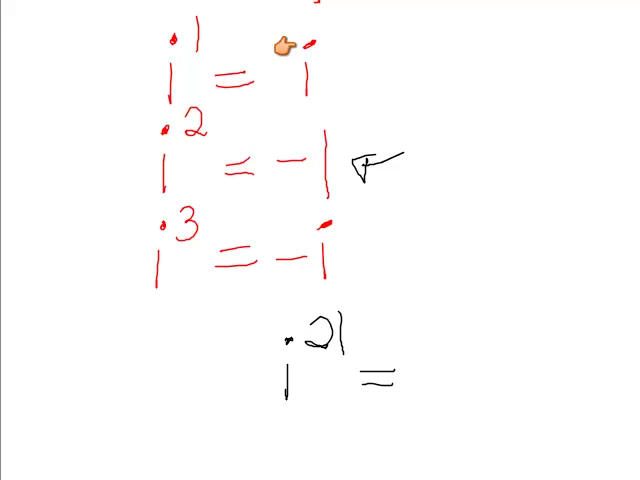 i¹ = i
i² = -1
i³ = -i
i²¹ =